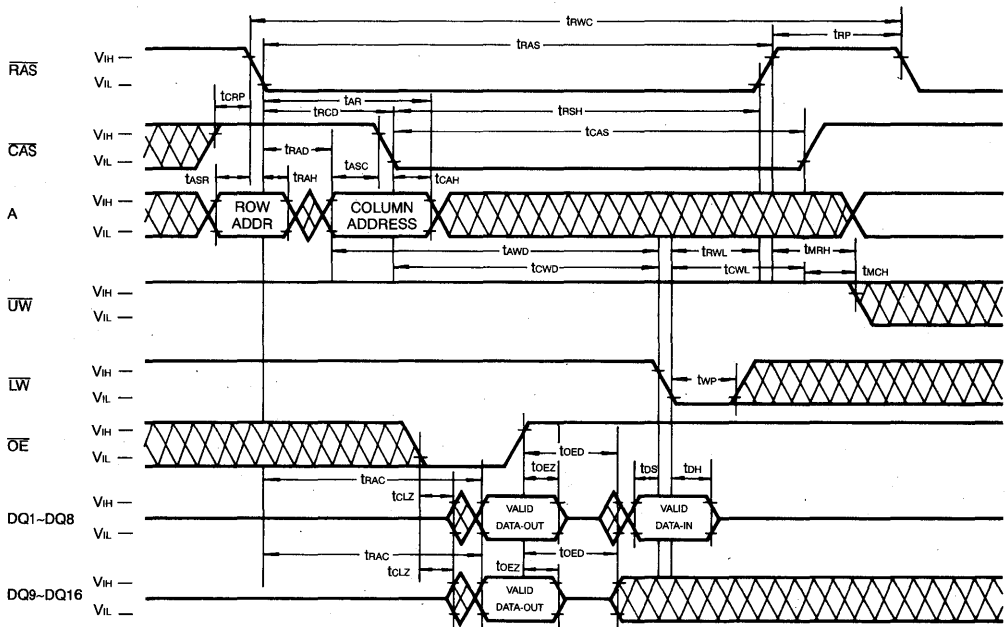 tRWC
tRAS
tRP
RAS
VIH
VIL
tCRP
tAR
tRCD
tRSH
CAS
VIH
VIL
tRAD
tASC
tCAS
tASR
tRAH
tCAH
A
VIH
VIL
ROW
ADDR
COLUMN
ADDRESS
tAWD
tRWL
tMRH
tCWD
tCWL
tMCH
UW
VIH
VIL
LW
VIH
VIL
tWP
OE
VIH
VIL
tRAC
tCLZ
tOED
tOEZ
tDS
tDH
DQ1~DQ8
VIH
VIL
VALID
DATA-OUT
VALID
DATA-IN
tRAC
tCLZ
tOED
tOEZ
DQ9~DQ16
VIH
VIL
VALID
DATA-OUT